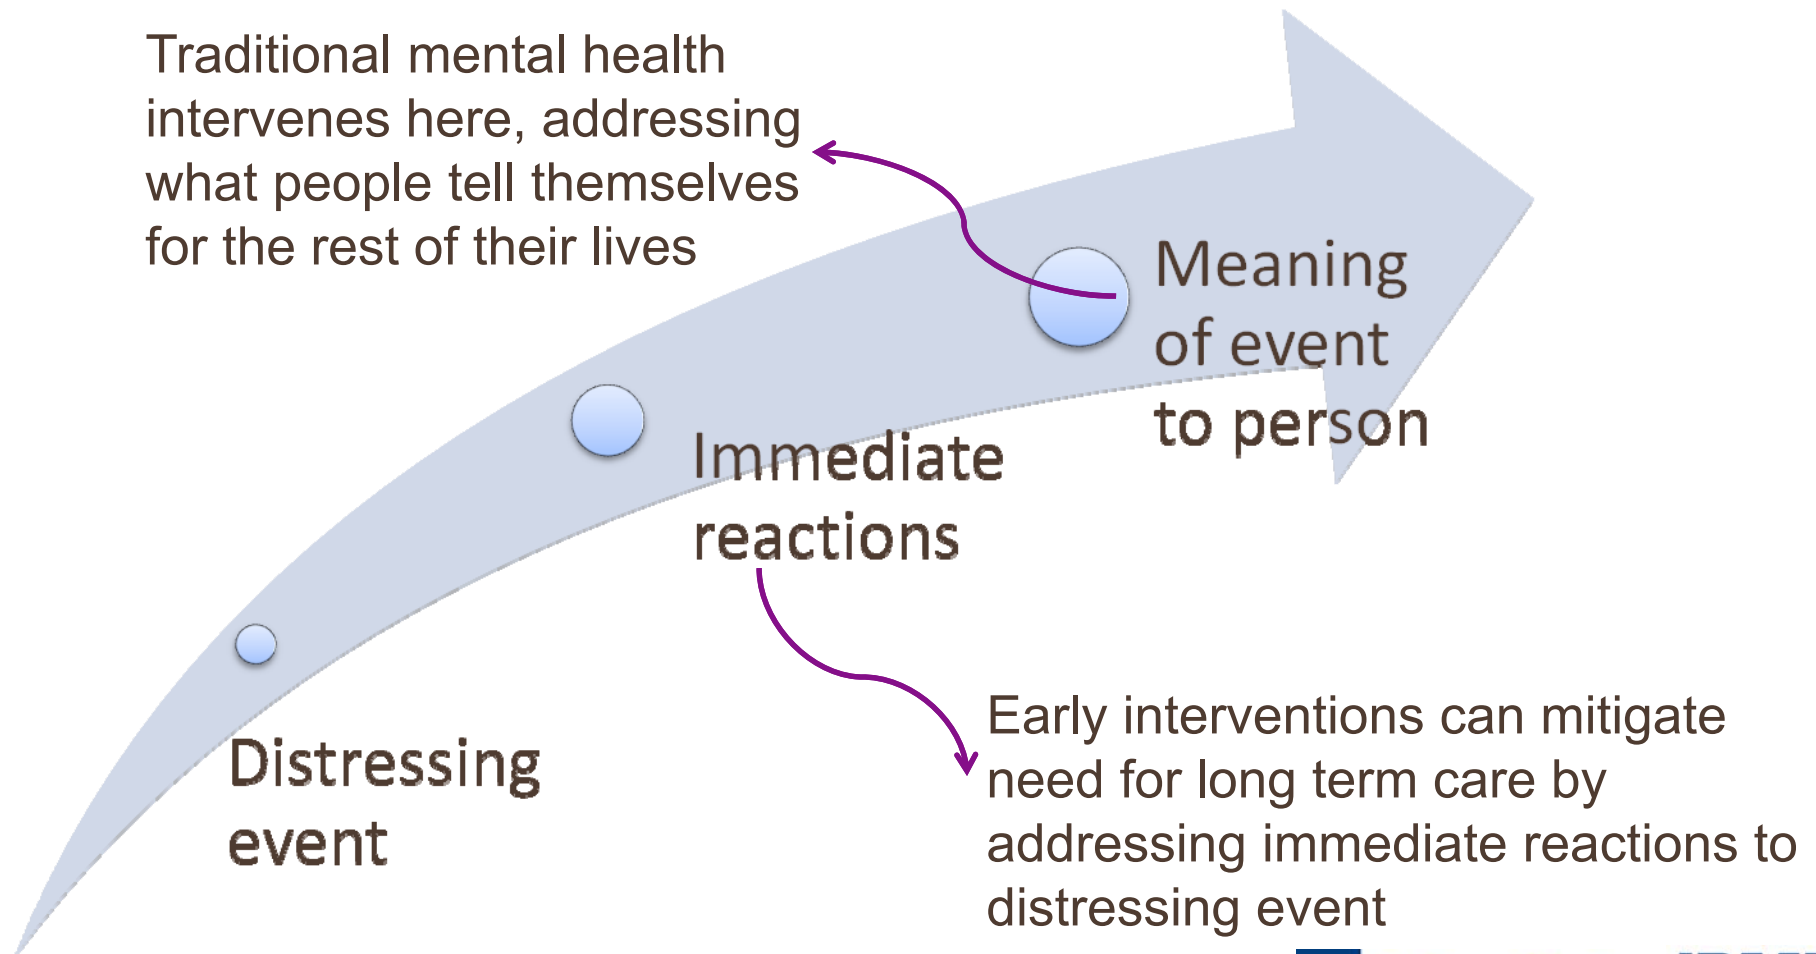 Traditional mental health
intervenes here, addressing
what people tell themselves
for the rest of their lives
Meaning
of event
to person
Immediate
reactions
Distressing
event
Early interventions can mitigate
need for long term care by
addressing immediate reactions to
distressing event